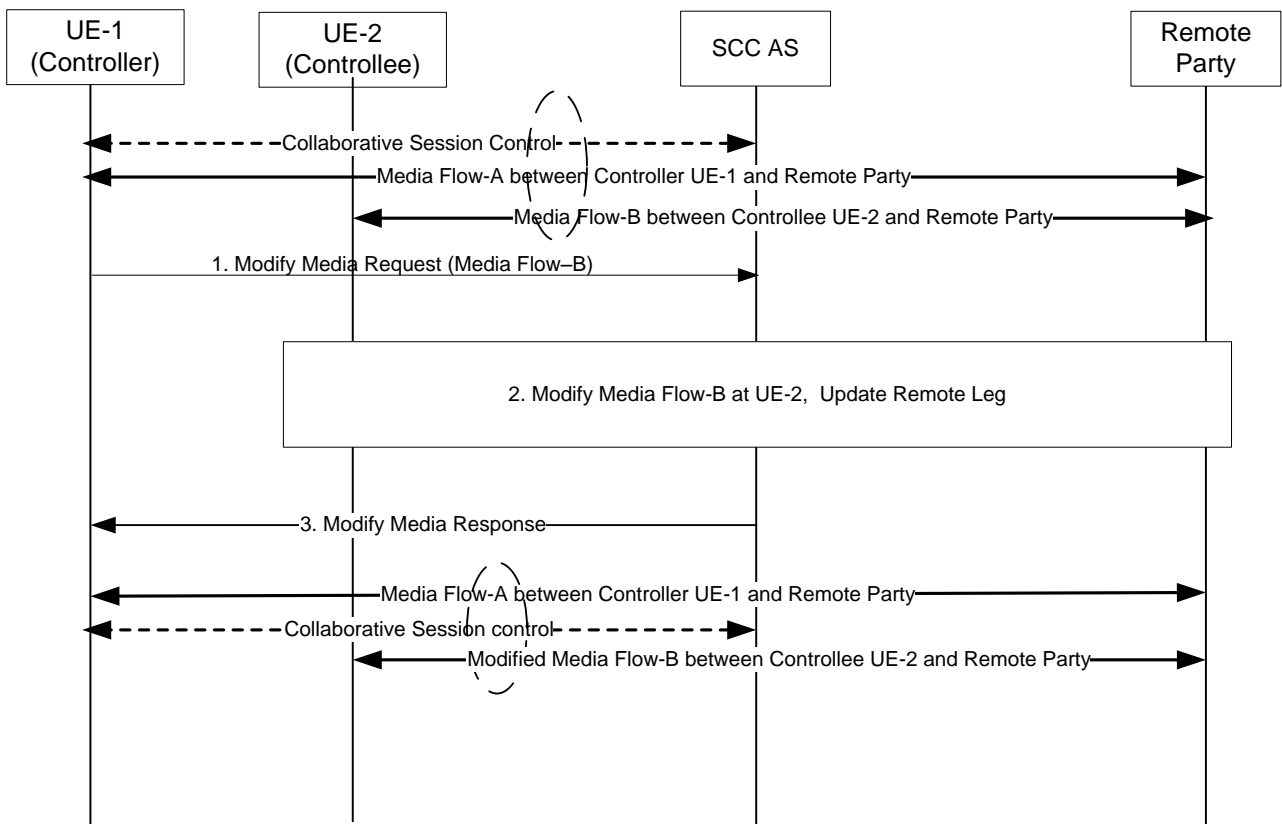 UE-1
(Controller)
UE-2
(Controllee)
SCC AS
Remote
Party
Collaborative Session Control
Media Flow-A between Controller UE-1 and Remote Party
Media Flow-B between Controllee UE-2 and Remote Party
1. Modify Media Request (Media Flow–B)
2. Modify Media Flow-B at UE-2, Update Remote Leg
3. Modify Media Response
Media Flow-A between Controller UE-1 and Remote Party
Collaborative Session control
Modified Media Flow-B between Controllee UE-2 and Remote Party